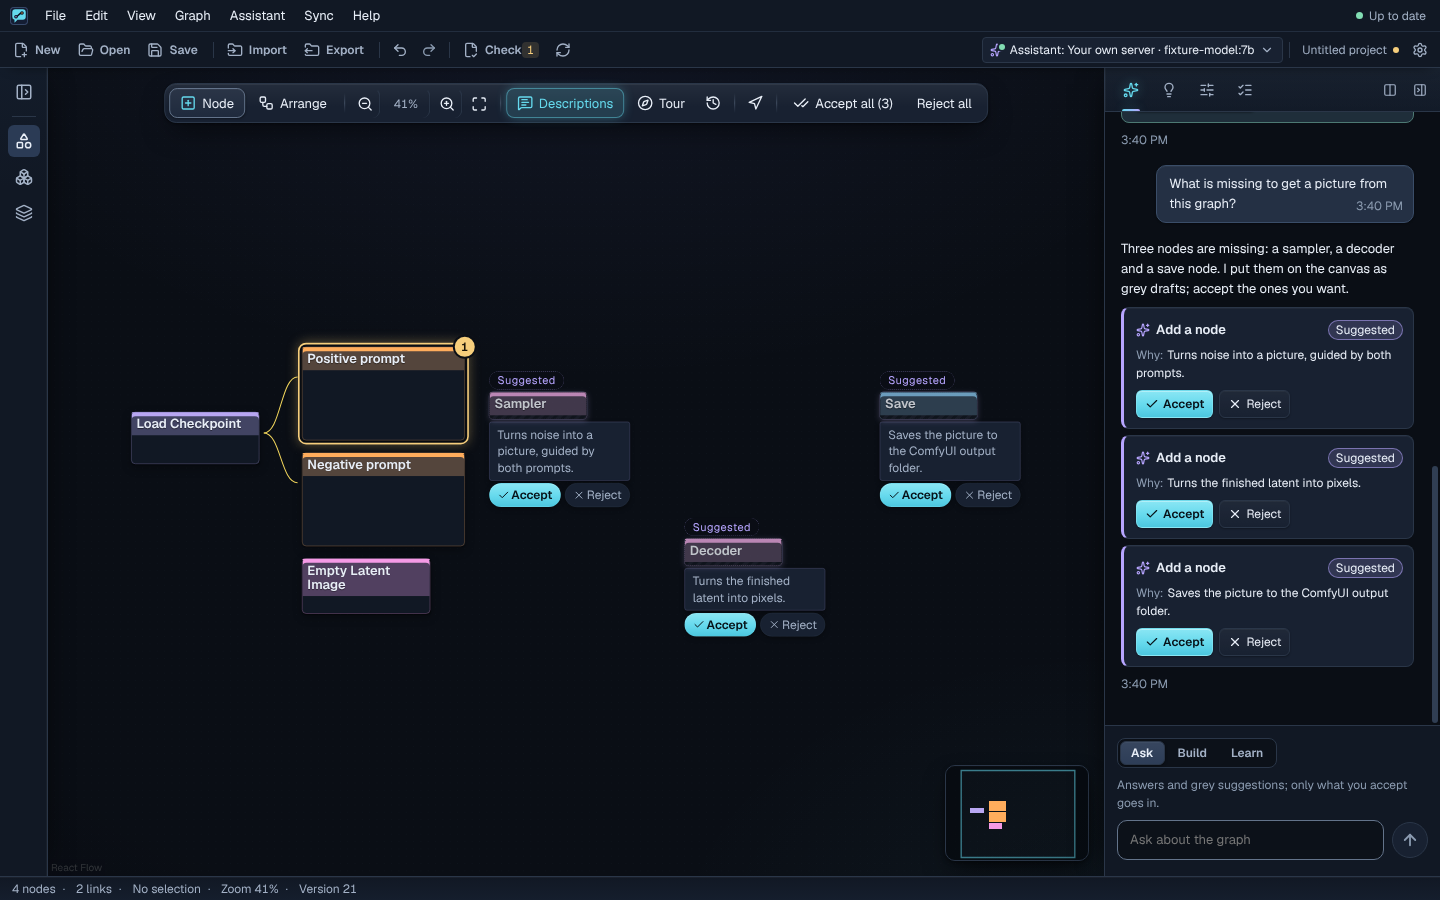 File Edit View Graph Assistant Sync Help
Up to date
New Open Save Import Export Check 1
Assistant: Your own server · fixture-model:7b
Untitled project
Node Arrange 41% Descriptions Tour Accept all (3) Reject all
3:40 PM
What is missing to get a picture from
this graph?
3:40 PM
Three nodes are missing: a sampler, a decoder
and a save node. I put them on the canvas as
grey drafts; accept the ones you want.
Add a node
Suggested
Why: Turns noise into a picture, guided by both
prompts.
Accept Reject
Add a node
Suggested
Why: Turns the finished latent into pixels.
Accept Reject
Add a node
Suggested
Why: Saves the picture to the ComfyUI output
folder.
Accept Reject
3:40 PM
Ask Build Learn
Answers and grey suggestions; only what you accept
goes in.
Ask about the graph
Load Checkpoint
1
Positive prompt
Negative prompt
Empty Latent
Image
Suggested
Sampler
Turns noise into a
picture, guided by
both prompts.
Accept Reject
Suggested
Decoder
Turns the finished
latent into pixels.
Accept Reject
Suggested
Save
Saves the picture to
the ComfyUI output
folder.
Accept Reject
React Flow
4 nodes · 2 links · No selection · Zoom 41% · Version 21